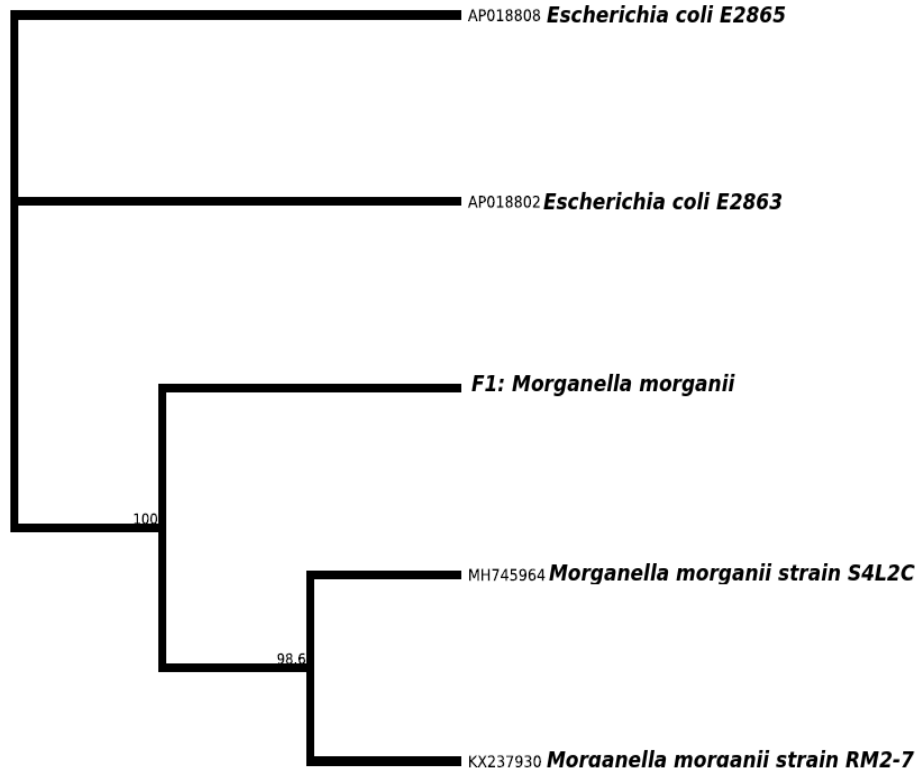 AP018808 Escherichia coli E2865
AP018802 Escherichia coli E2863
F1: Morganella morganii
100
MH745964 Morganella morganii strain S4L2C
98.6
KX237930 Morganella morganii strain RM2-7